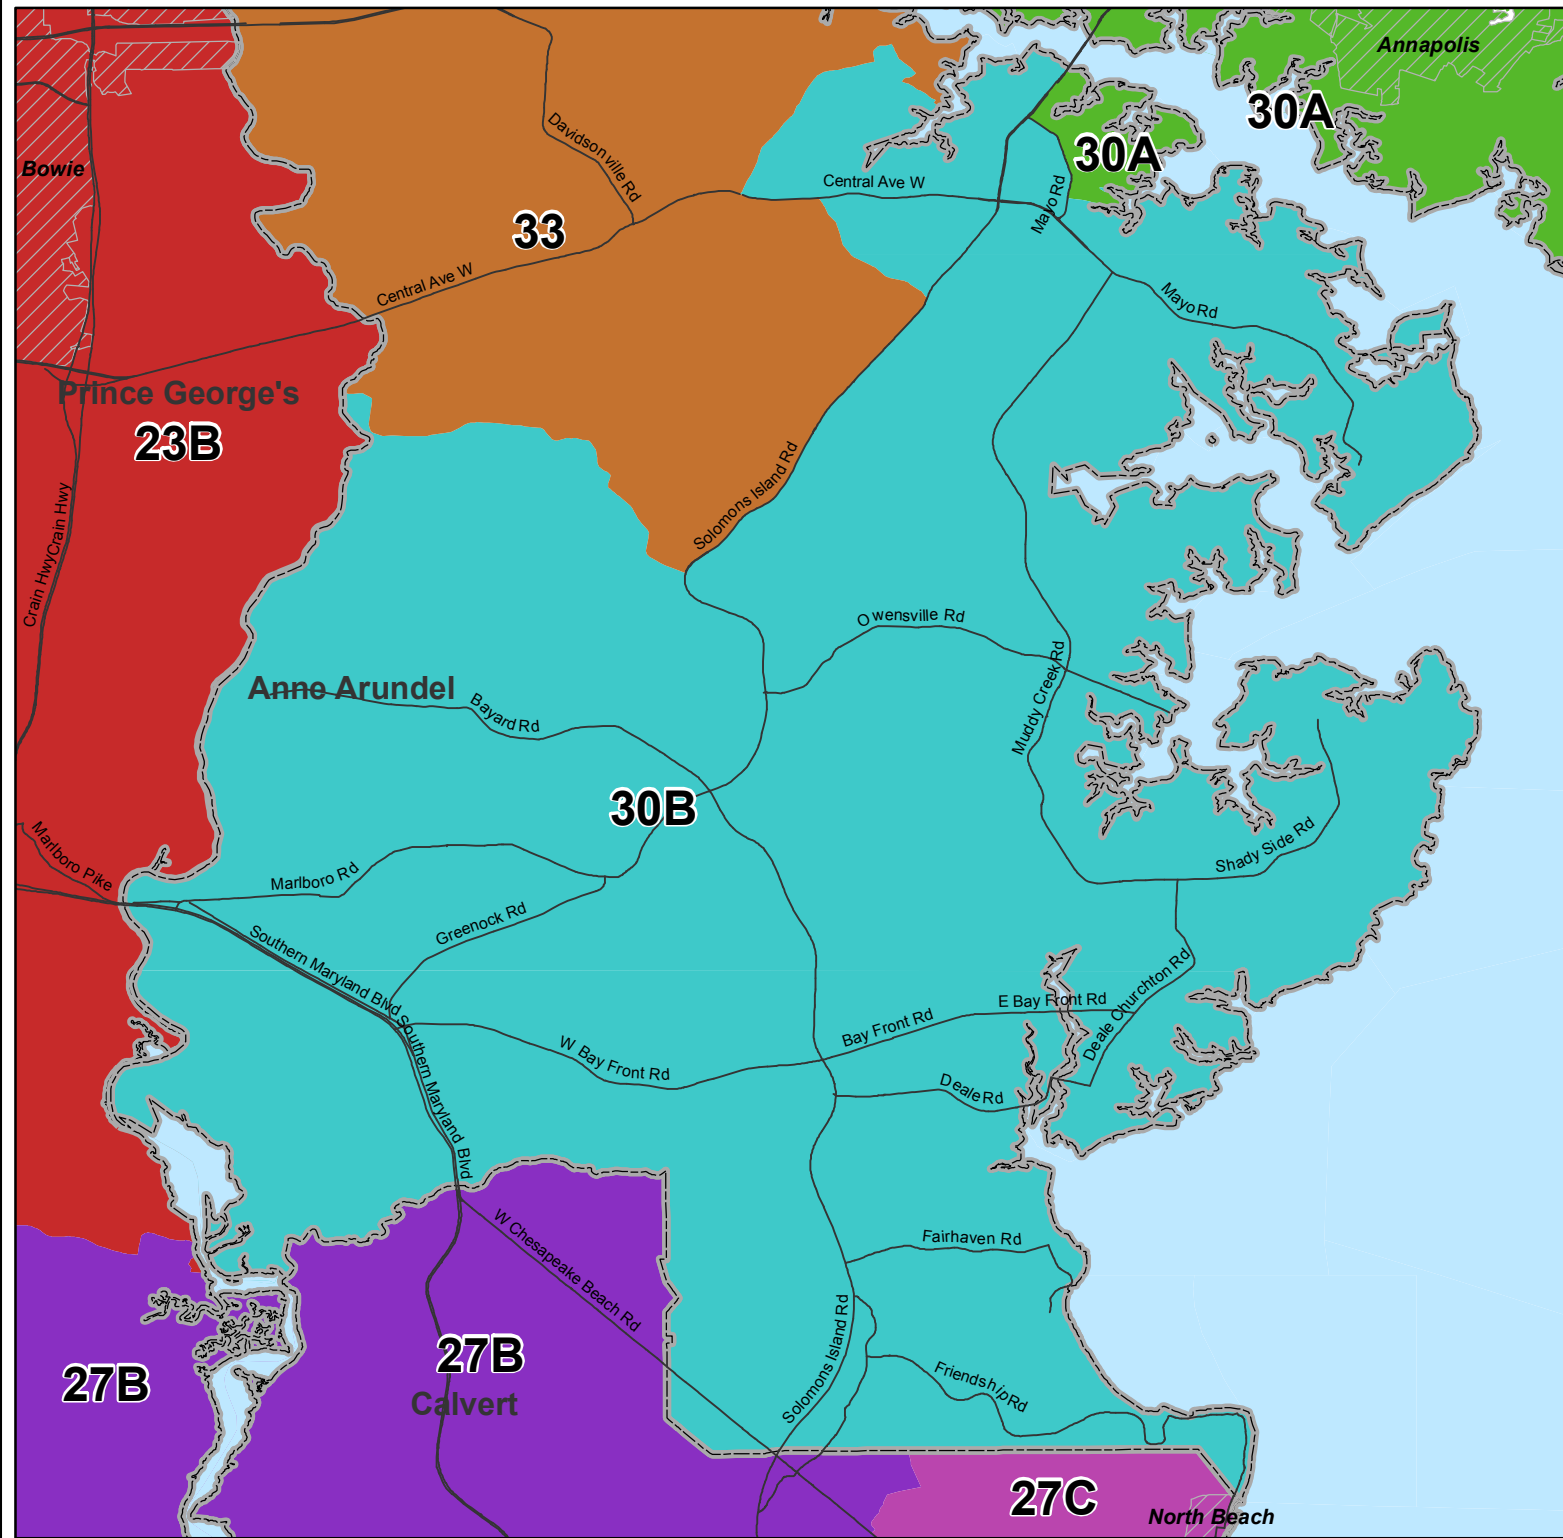 Annapolis
30A
30A
Bowie
Davidsonville Rd
Central Ave W
Mayo Rd
33
Central Ave W
Mayo Rd
Prince George's
23B
Solomons Island Rd
Crain Hwy
Crain Hwy
Owensville Rd
Muddy Creek Rd
Anne Arundel
Bayard Rd
30B
Marlboro Pike
Marlboro Rd
Shady Side Rd
Greenock Rd
Southern Maryland Blvd
Southern Maryland Blvd
E Bay Front Rd
Bay Front Rd
Deale Churchton Rd
W Bay Front Rd
Deale Rd
W Chesapeake Beach Rd
Fairhaven Rd
Solomons Island Rd
27B
27B
Calvert
Friendship Rd
27C
North Beach